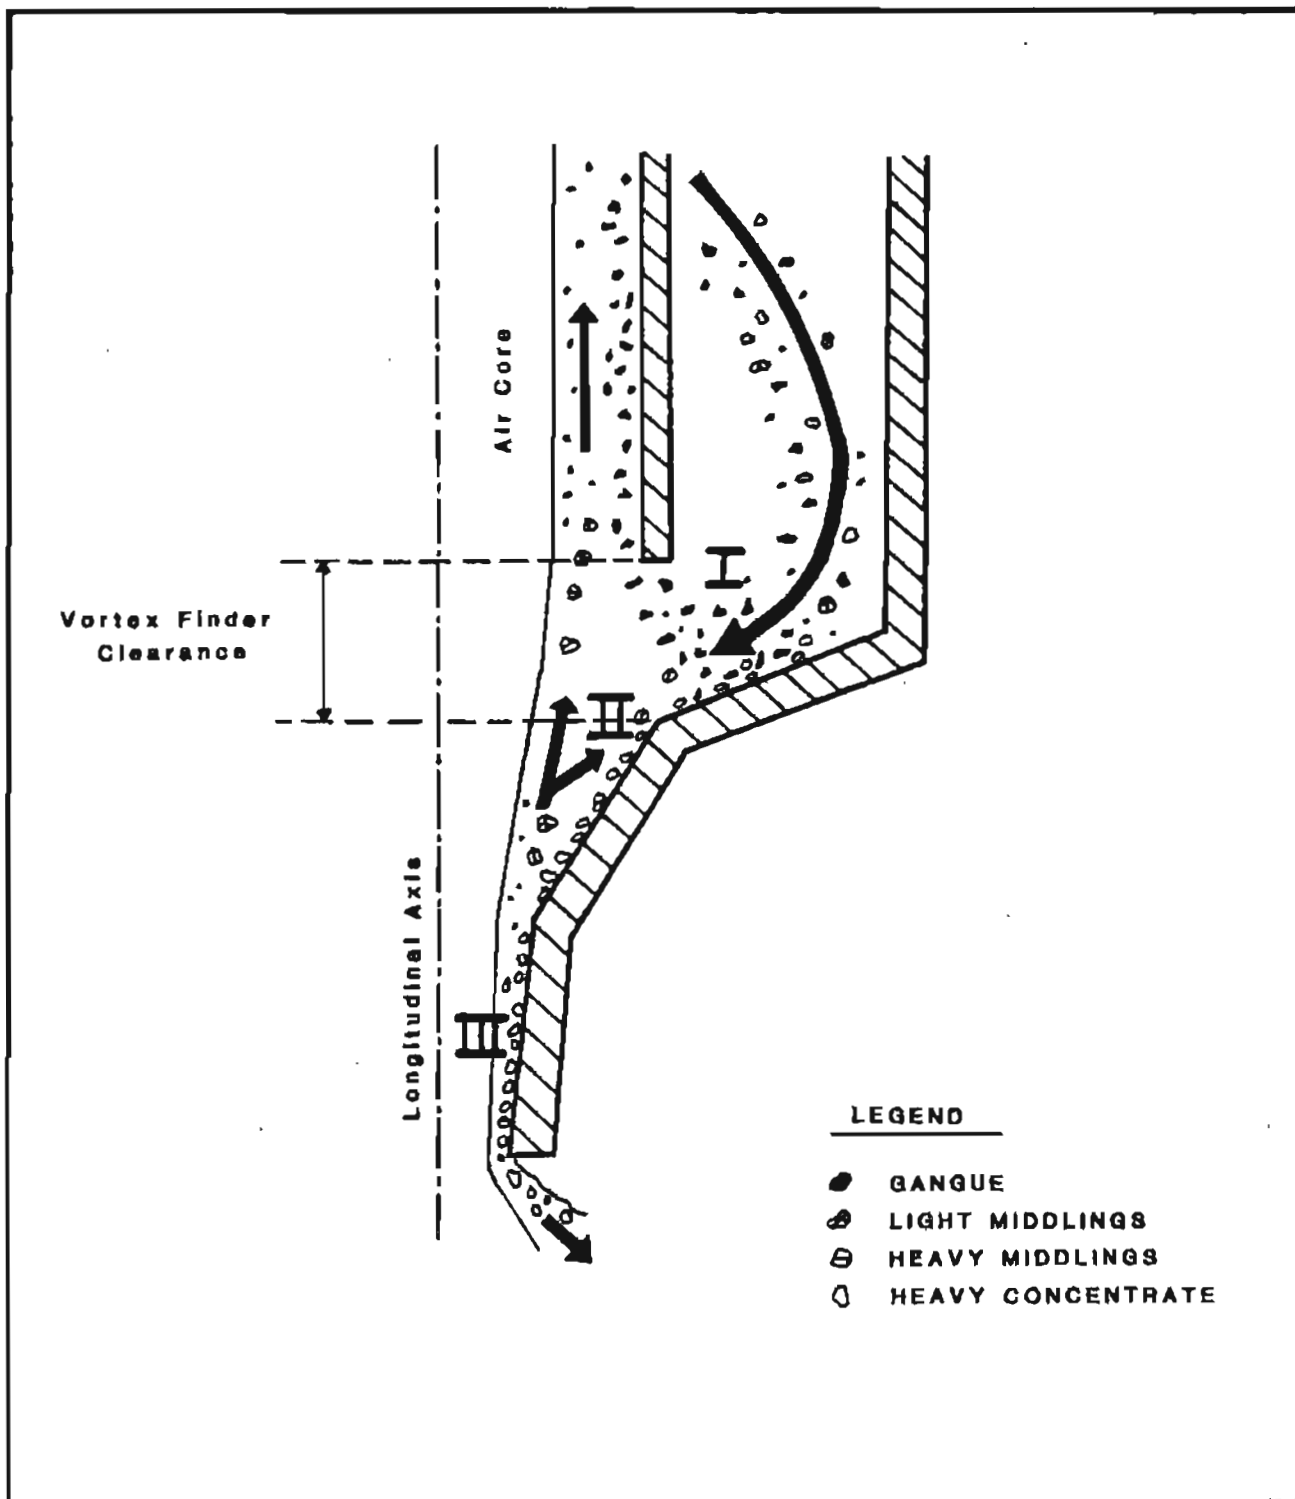 Air Core
I
Vortex Finder
Clearance
II
Longitudinal Axis
III
LEGEND
GANGUE
LIGHT MIDDLINGS
HEAVY MIDDLINGS
HEAVY CONCENTRATE